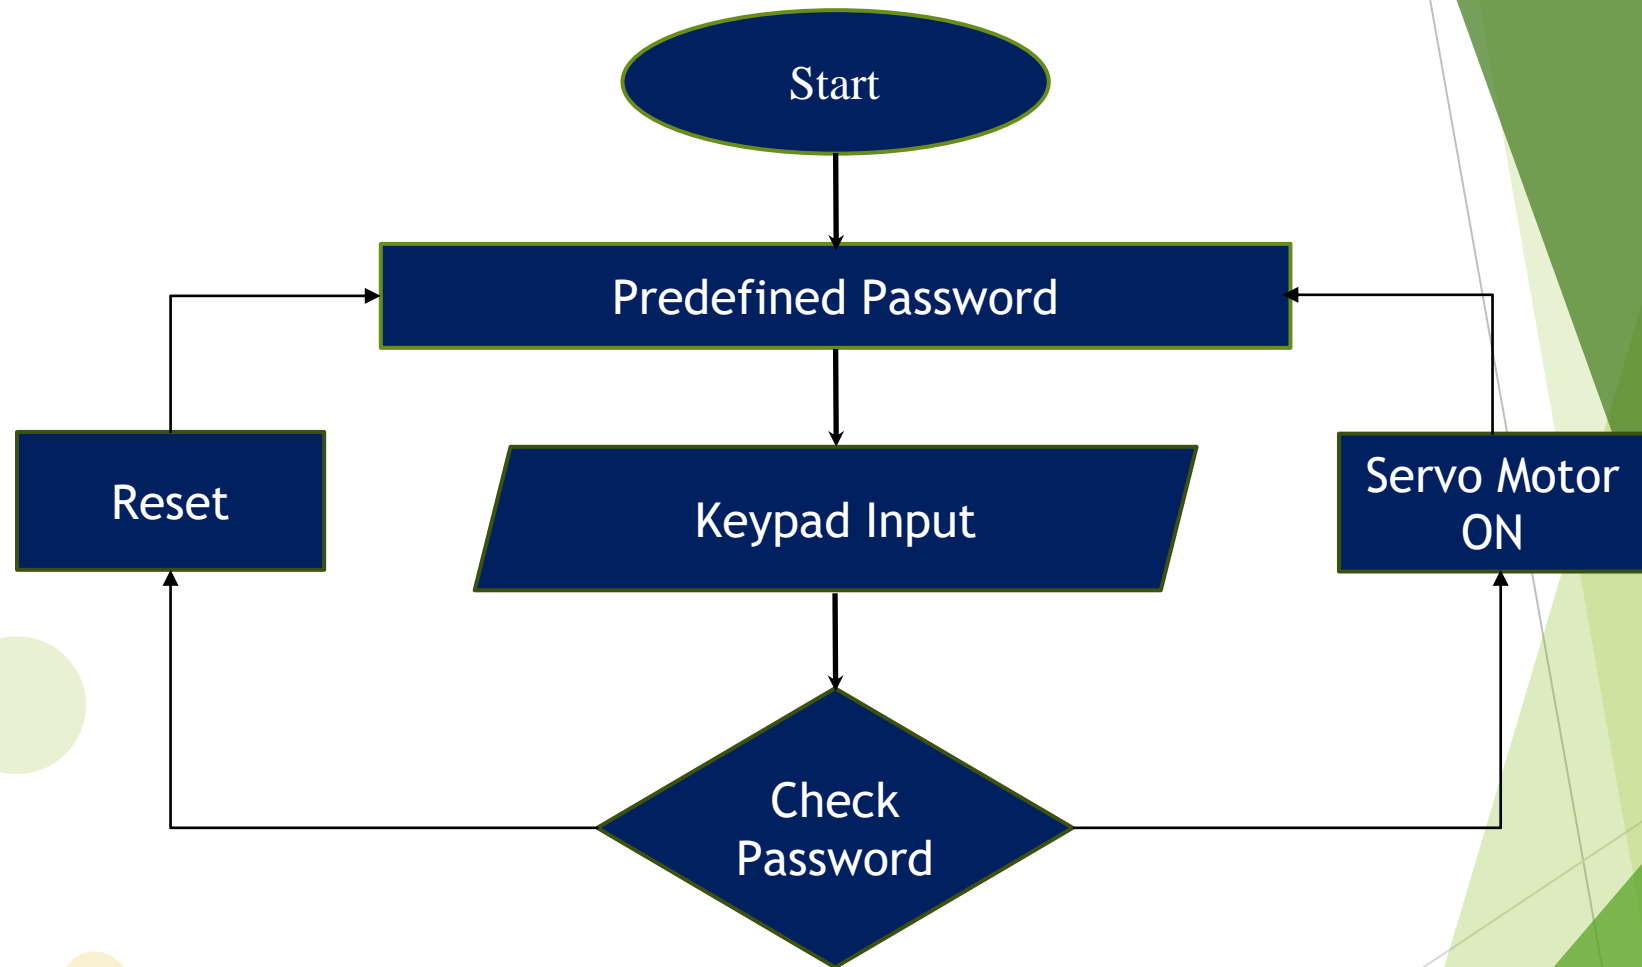 Start
Predefined Password
Reset
Keypad Input
Servo Motor
ON
Check
Password